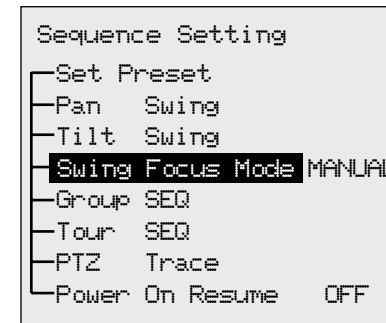 Sequence Setting
Set Preset
Pan Swing
Tilt Swing
Swing Focus Mode MANUAL
Group SEQ
Tour SEQ
PTZ Trace
Power On Resume OFF